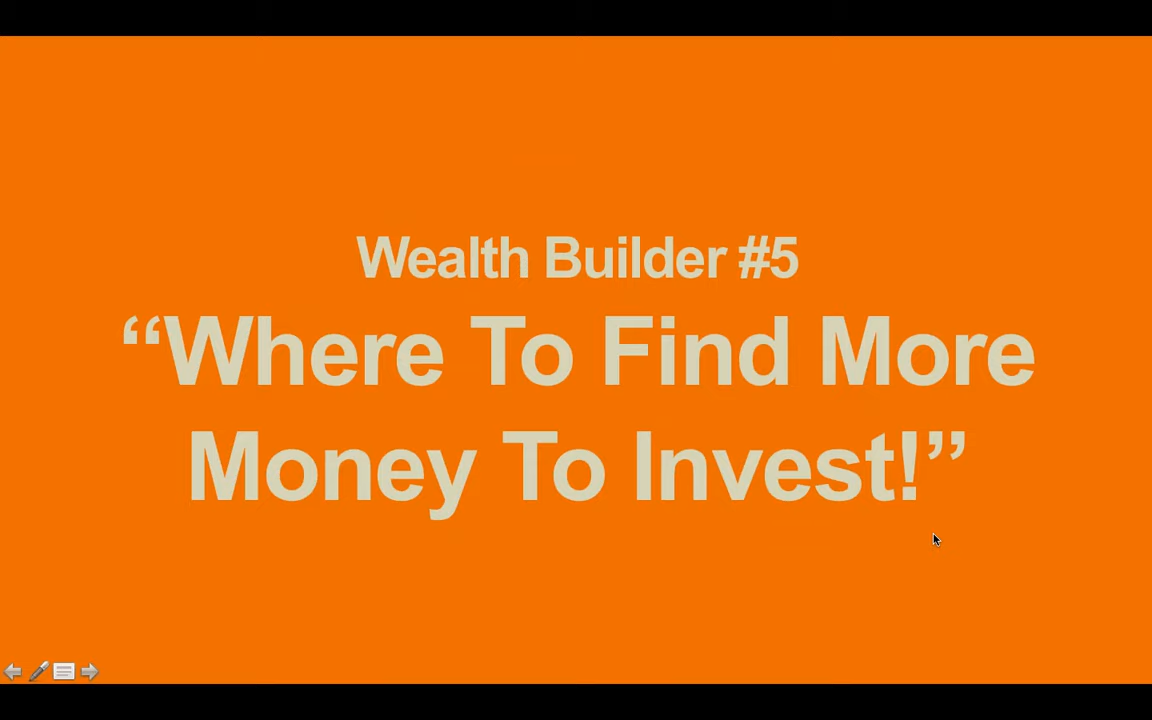 Wealth Builder #5
“Where To Find More
Money To Invest!”